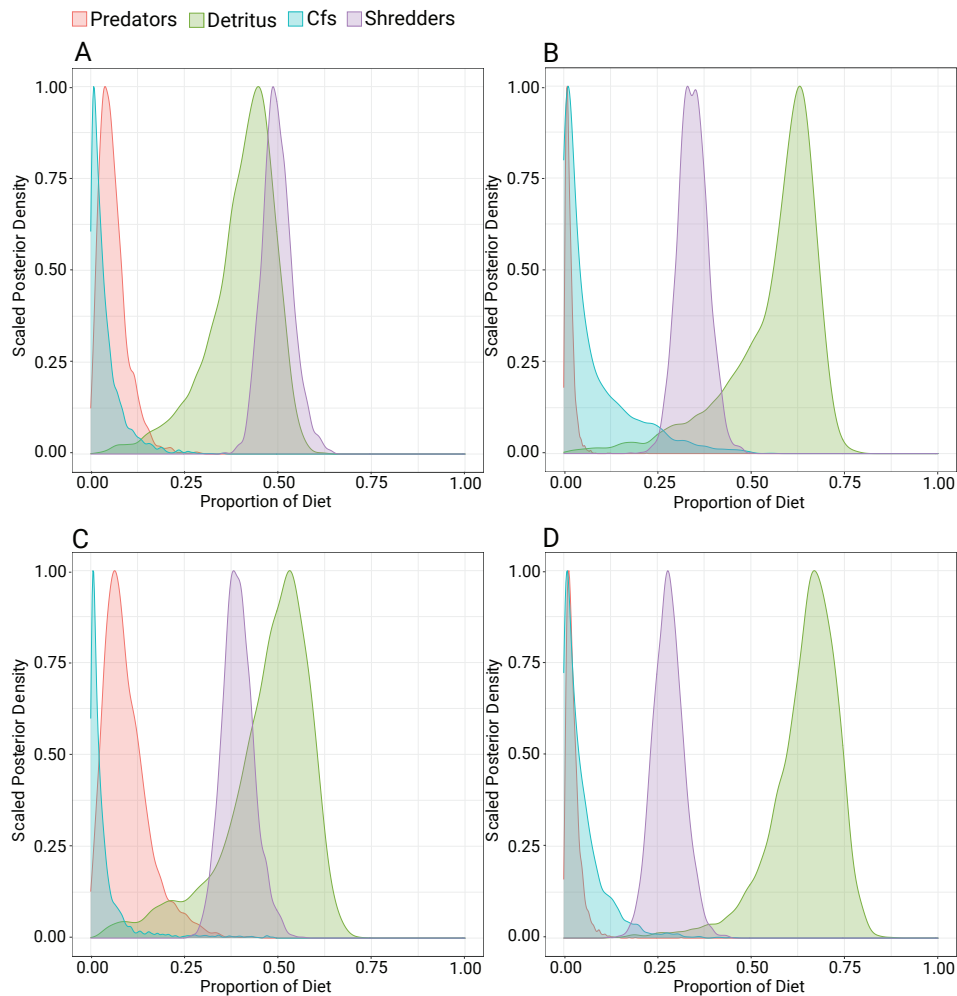 Predators Detritus Cfs Shredders
A
1.00
0.75
0.50
0.25
0.00
Scaled Posterior Density
0.00 0.25 0.50 0.75 1.00
Proportion of Diet
B
1.00
0.75
0.50
0.25
0.00
Scaled Posterior Density
0.00 0.25 0.50 0.75 1.00
Proportion of Diet
C
1.00
0.75
0.50
0.25
0.00
Scaled Posterior Density
0.00 0.25 0.50 0.75 1.00
Proportion of Diet
D
1.00
0.75
0.50
0.25
0.00
Scaled Posterior Density
0.00 0.25 0.50 0.75 1.00
Proportion of Diet